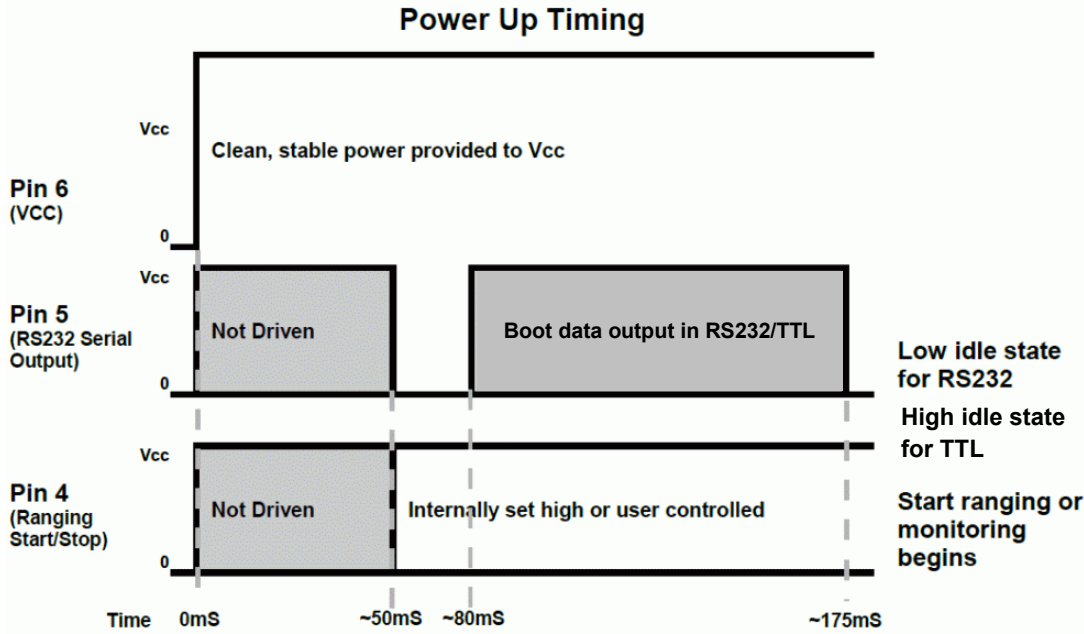 Power Up Timing
Vcc
Clean, stable power provided to Vcc
Pin 6
(VCC)
0
Vcc
Pin 5
(RS232 Serial
Output)
Not Driven
Boot data output in RS232/TTL
0
Low idle state
for RS232
High idle state
for TTL
Vcc
Pin 4
(Ranging
Start/Stop)
Not Driven
Internally set high or user controlled
0
Start ranging or
monitoring
begins
Time 0mS ~50mS ~80mS ~175mS